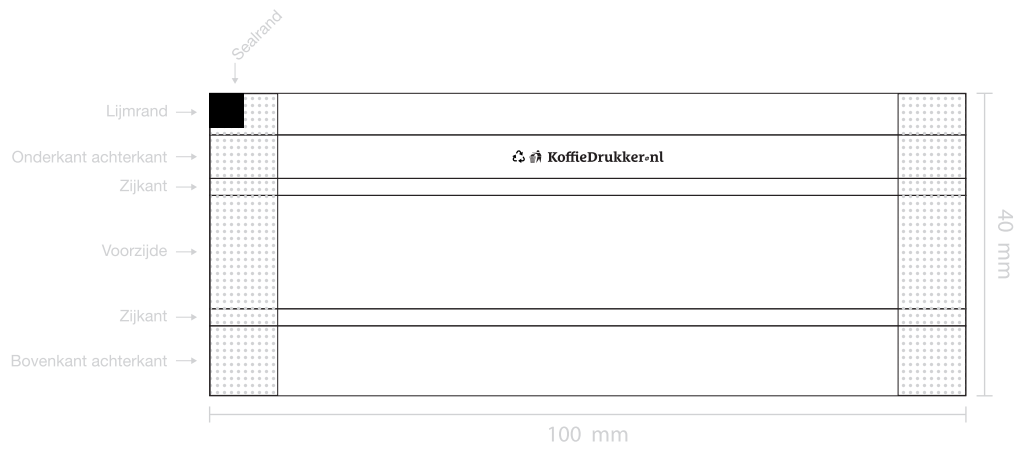 Sealrand
Lijmrand
Onderkant achterkant
KoffieDrukker.nl
Zijkant
Voorzijde
Zijkant
Bovenkant achterkant
40 mm
100 mm